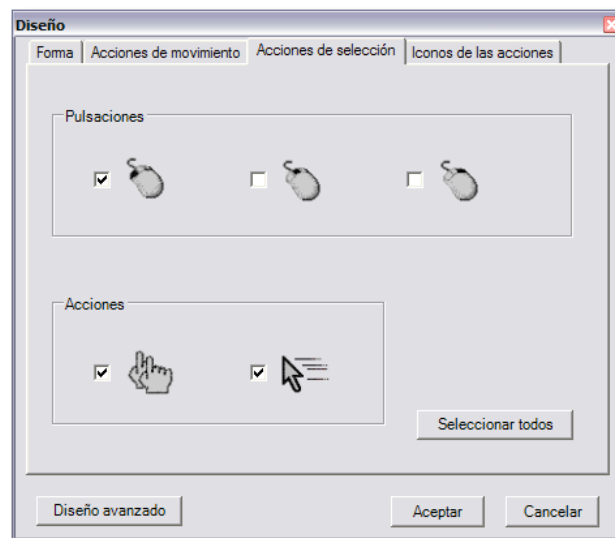 Diseño
Forma
Acciones de movimiento
Acciones de selección
Iconos de las acciones
Pulsaciones
Acciones
Seleccionar todos
Diseño avanzado
Aceptar
Cancelar